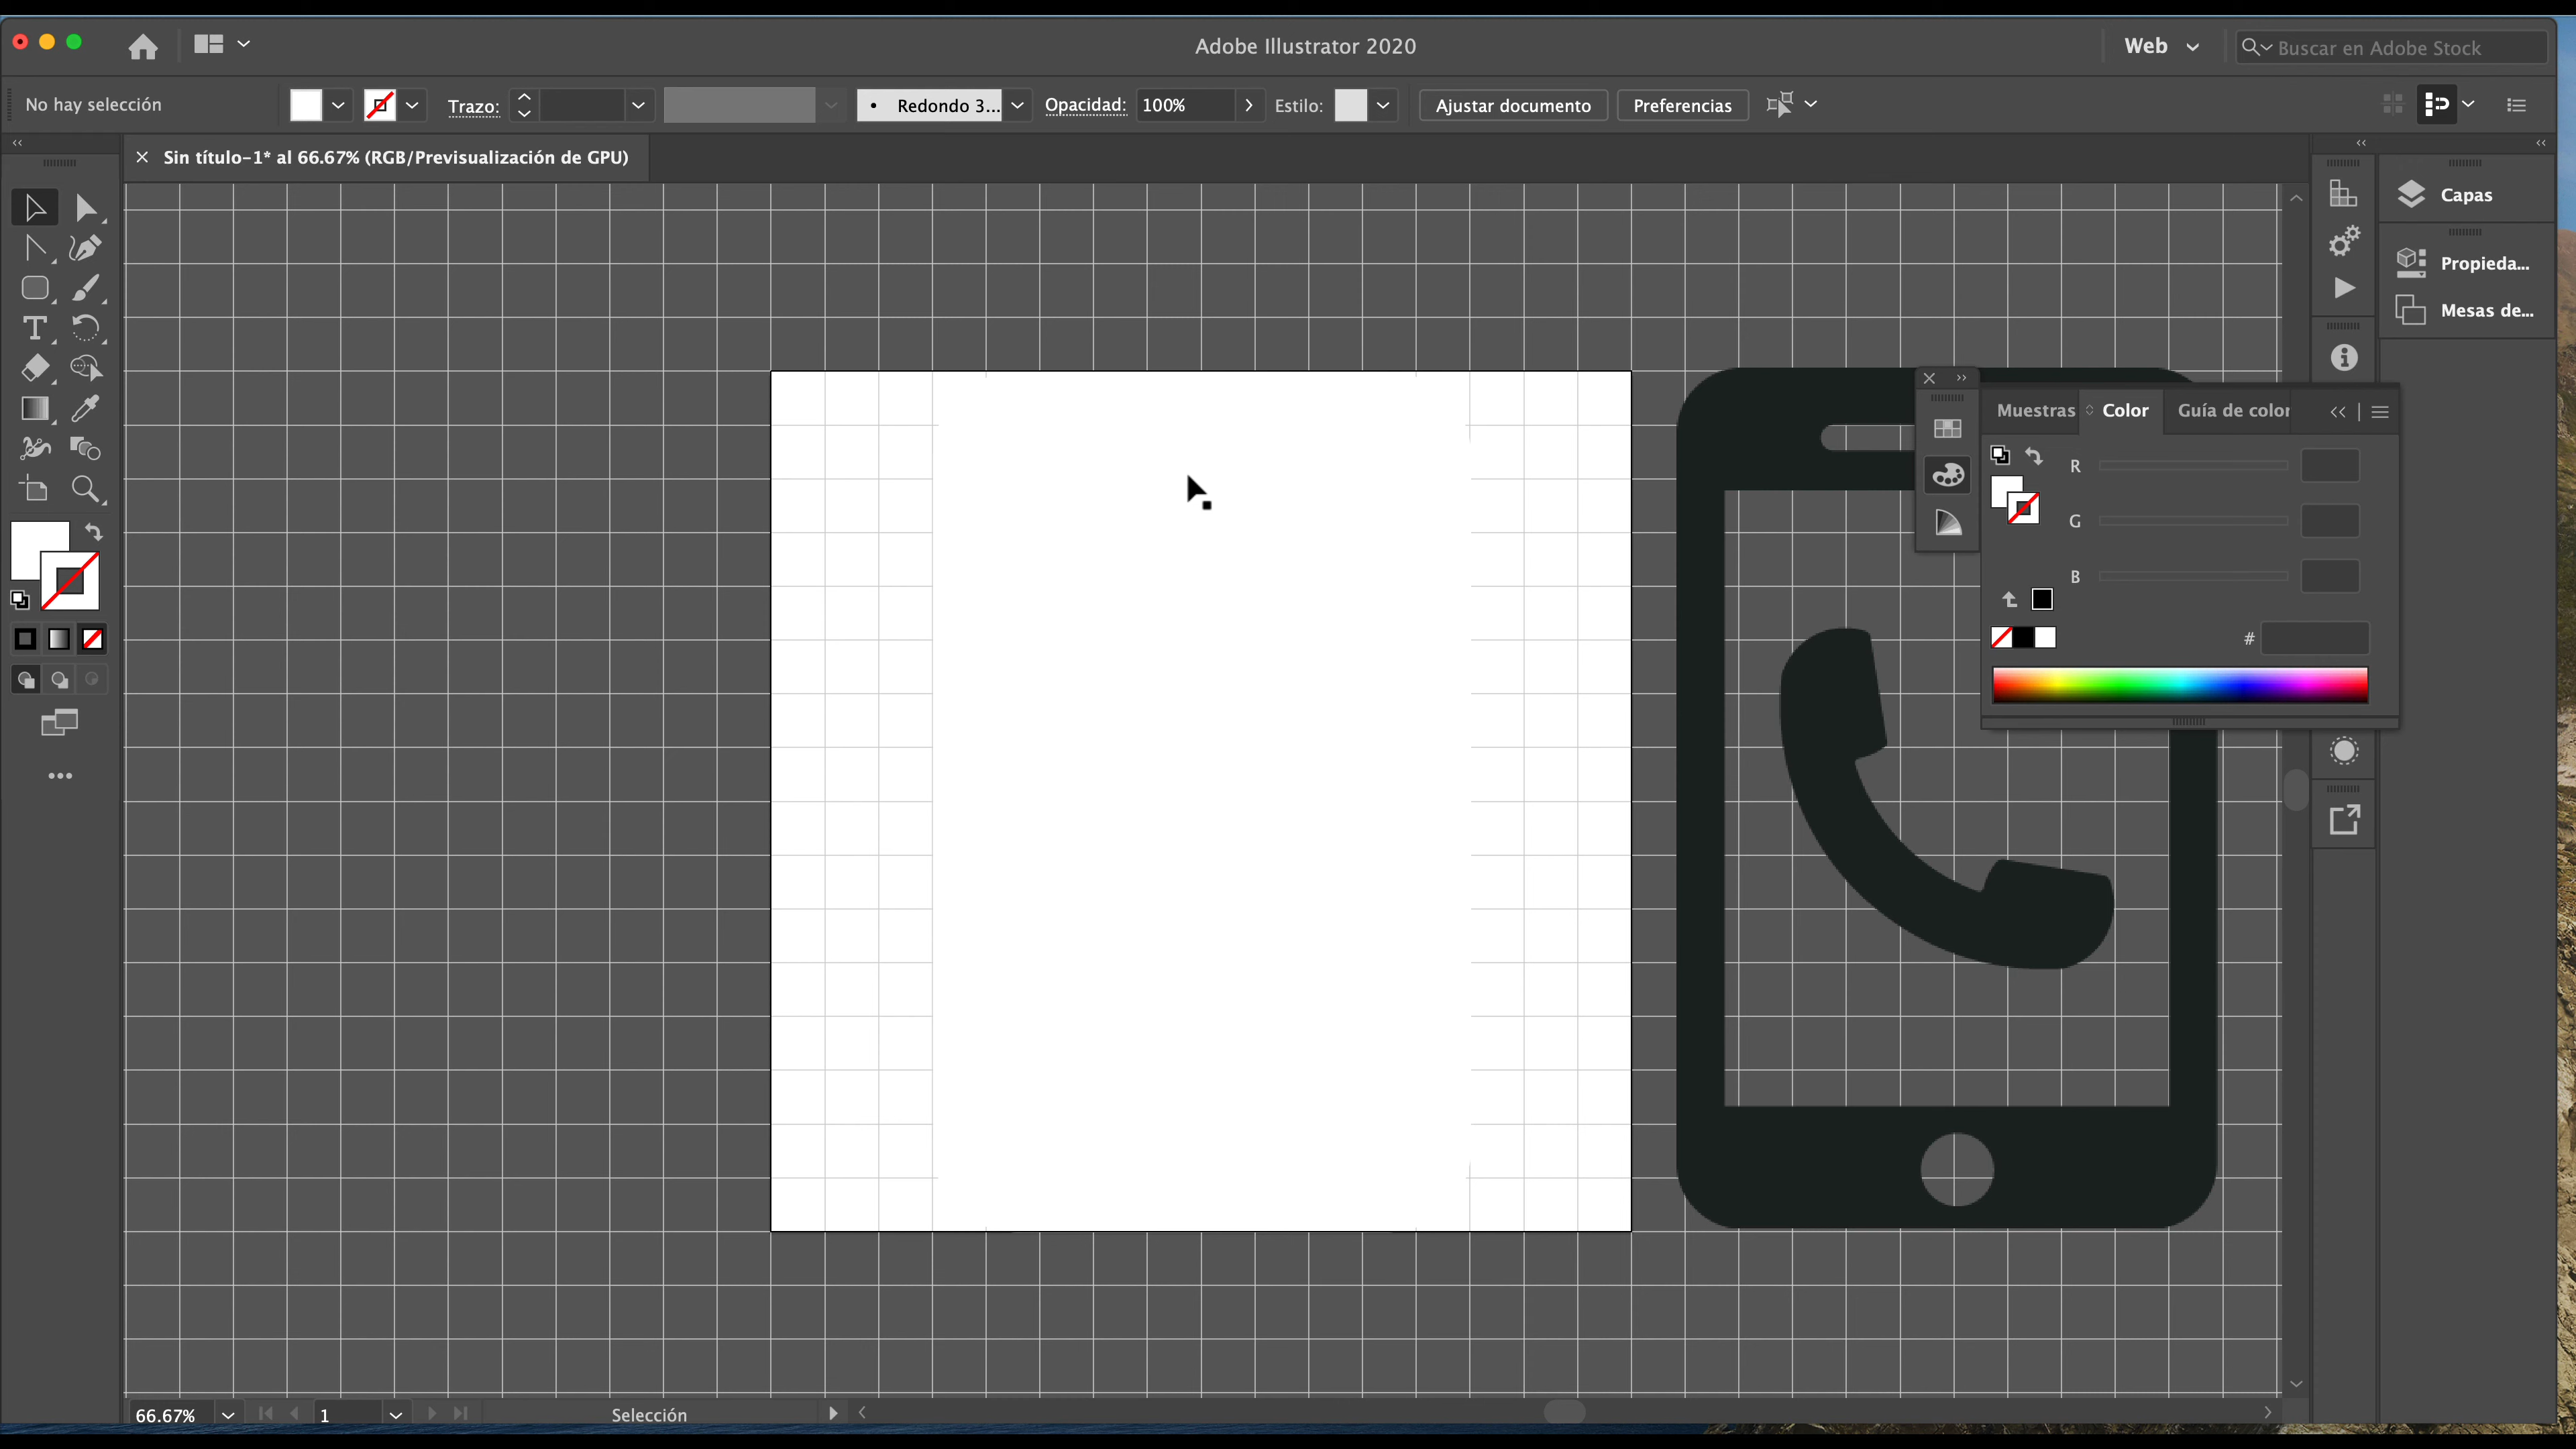 Adobe Illustrator 2020
Web
Buscar en Adobe Stock
No hay selección
Trazo:
Redondo 3...
Opacidad:
100%
Estilo:
Ajustar documento
Preferencias
Sin título-1* al 66.67% (RGB/Previsualización de GPU)
Capas
Propieda...
Mesas de...
Muestras
Color
Guía de color
R
G
B
#
66.67%
1
Selección